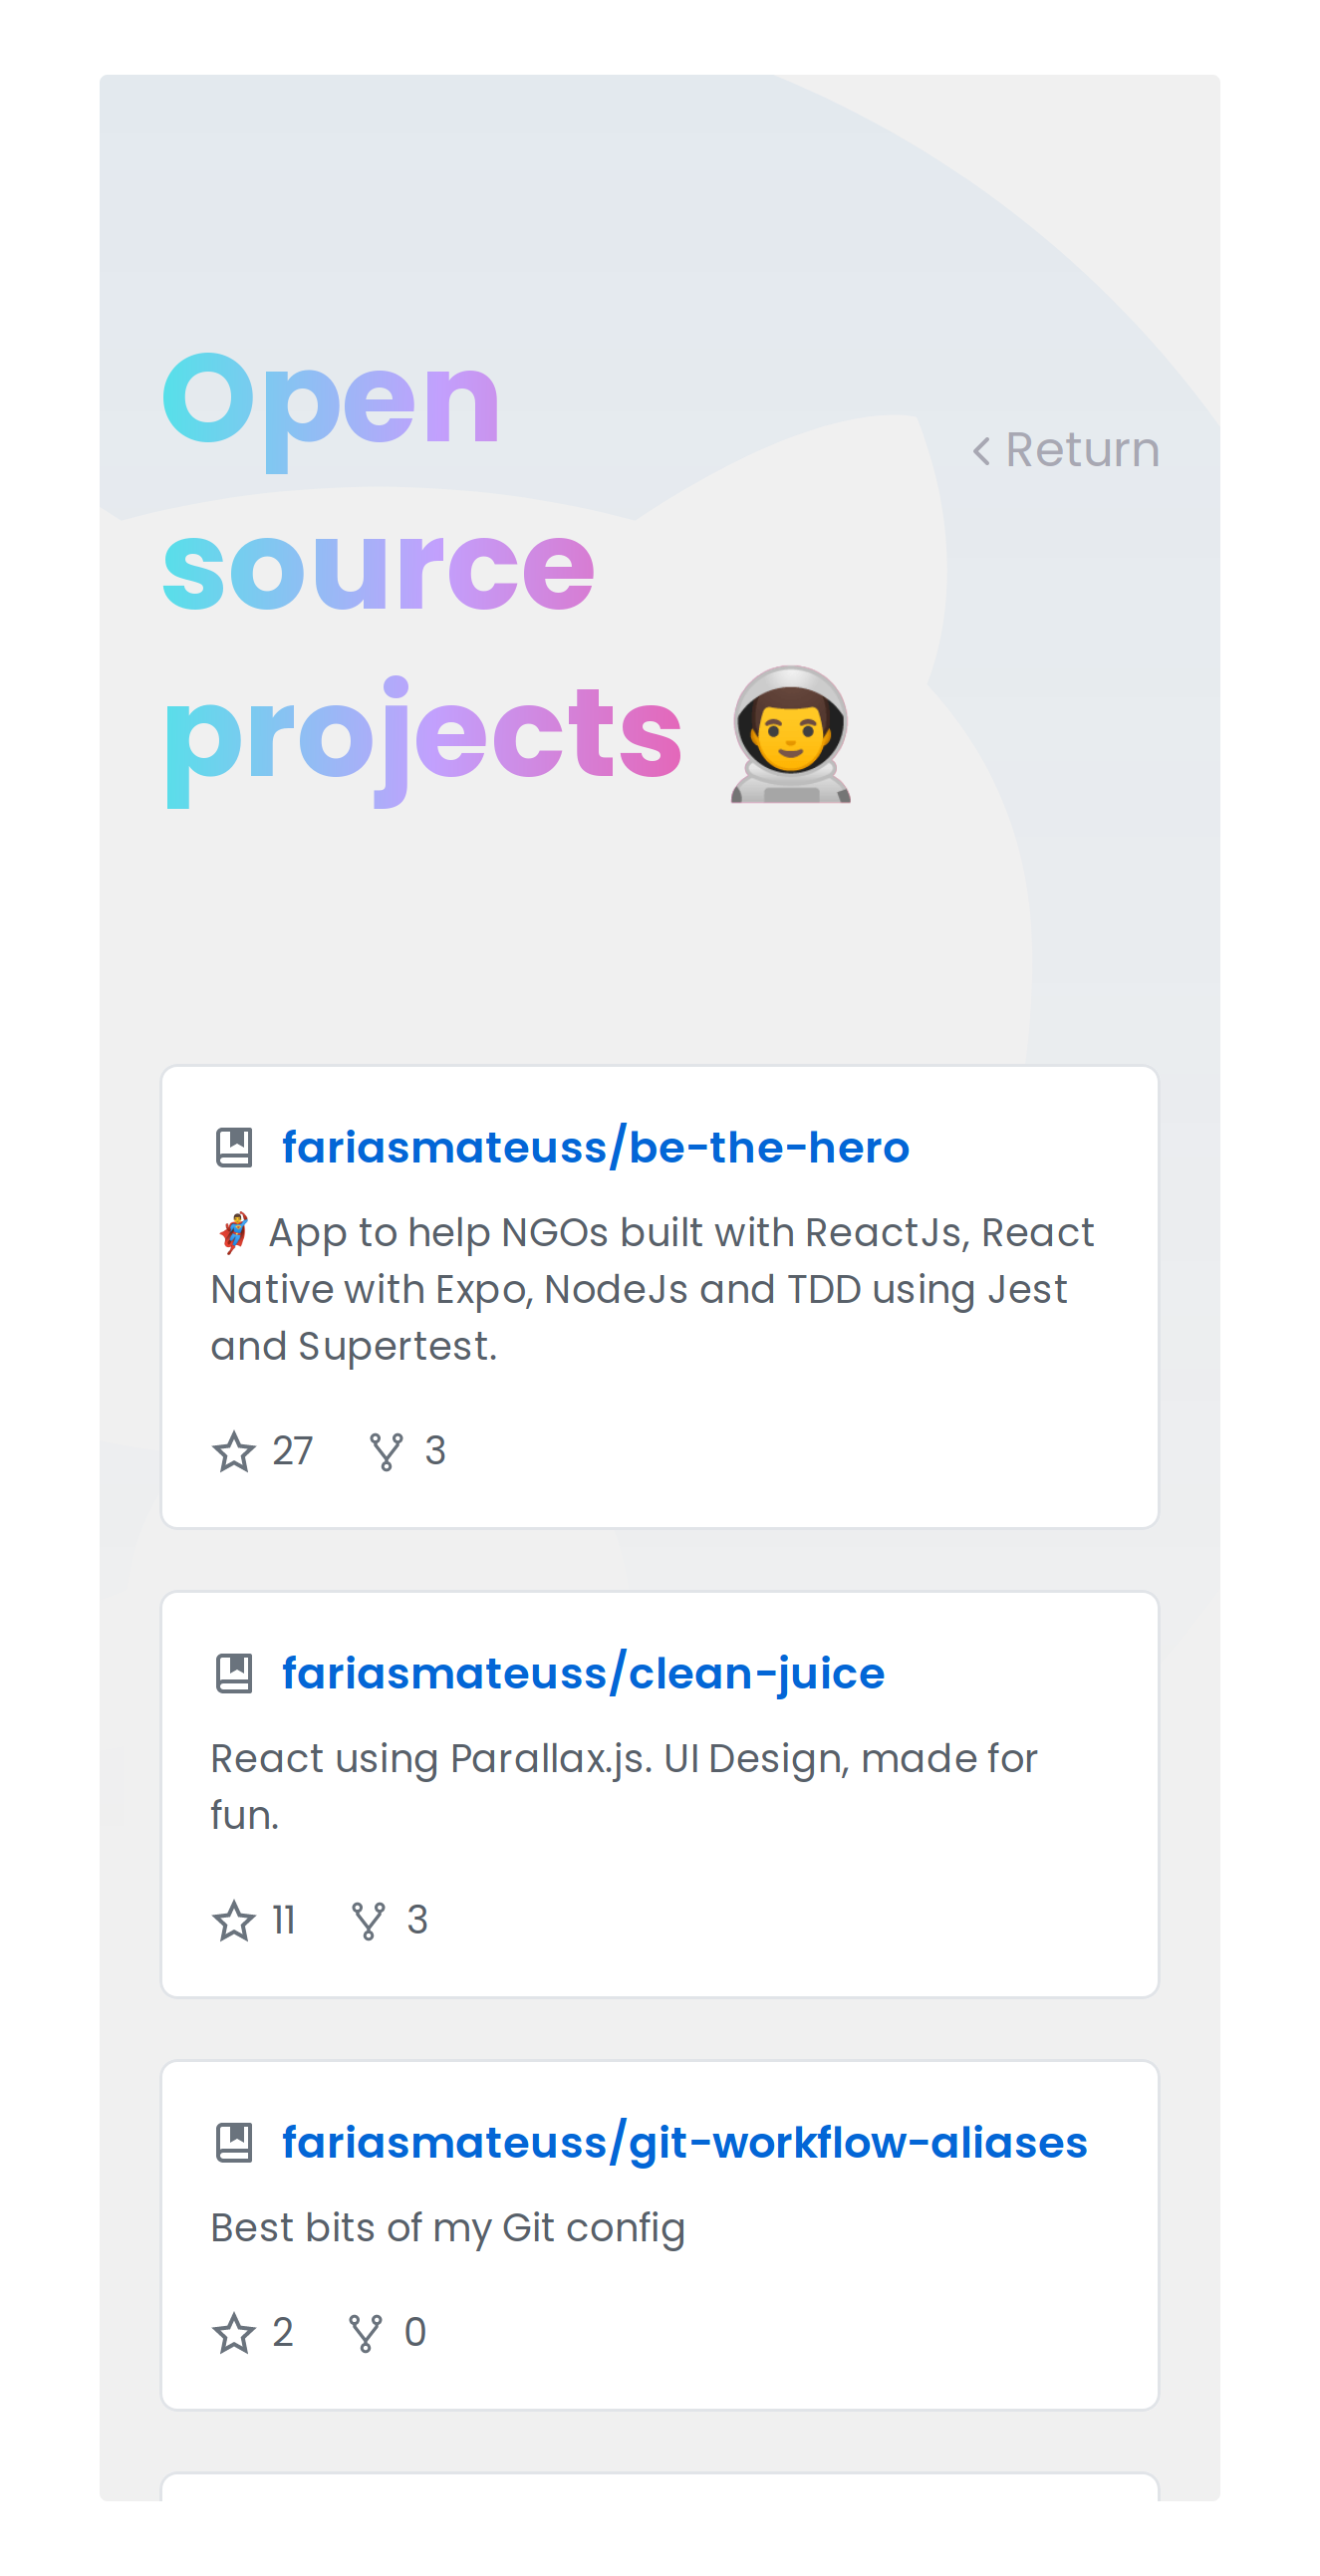 Open
source
projects 👨‍🚀
Return
fariasmateuss/be-the-hero
🦸 App to help NGOs built with ReactJs, React
Native with Expo, NodeJs and TDD using Jest
and Supertest.
27 3
fariasmateuss/clean-juice
React using Parallax.js. UI Design, made for
fun.
11 3
fariasmateuss/git-workflow-aliases
Best bits of my Git config
2 0